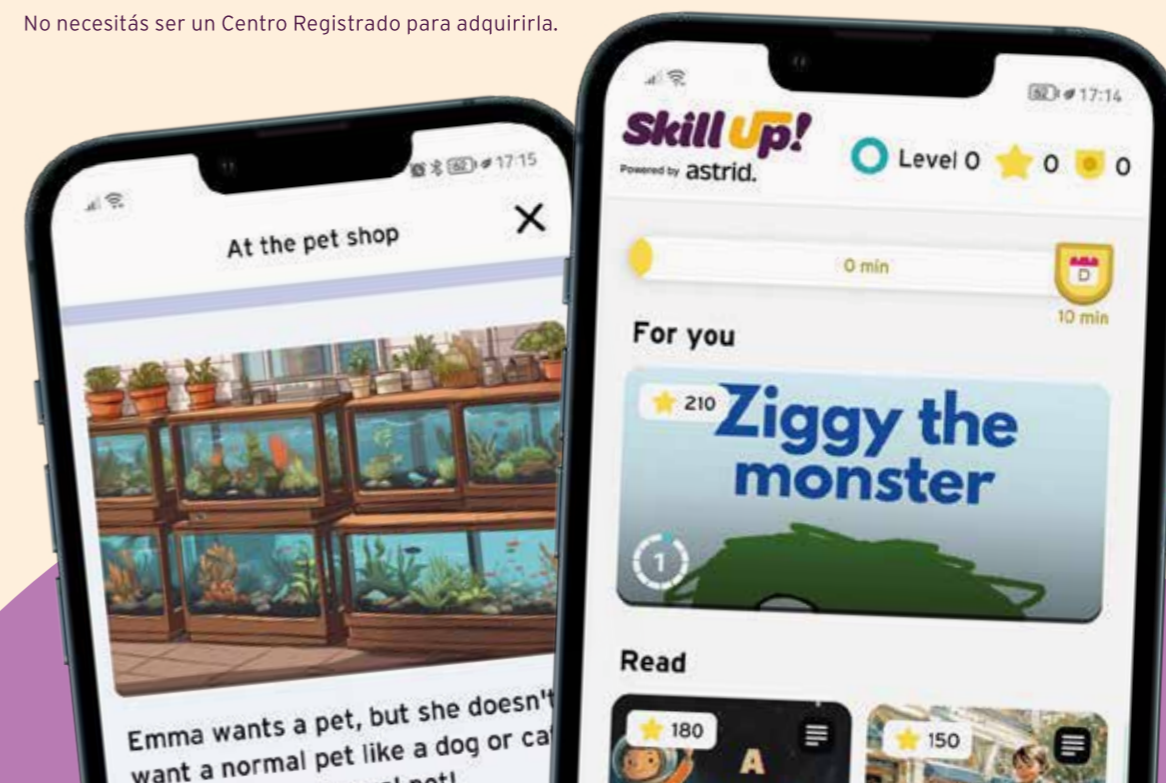 No necesitás ser un Centro Registrado para adquirirla.
17:15
At the pet shop
Emma wants a pet, but she doesn't
want a normal pet like a dog or
17:14
Skill Up!
Powered by astrid.
Level 0
0
0
0 min
D
10 min
For you
210
Ziggy the
monster
1
Read
180
A
150